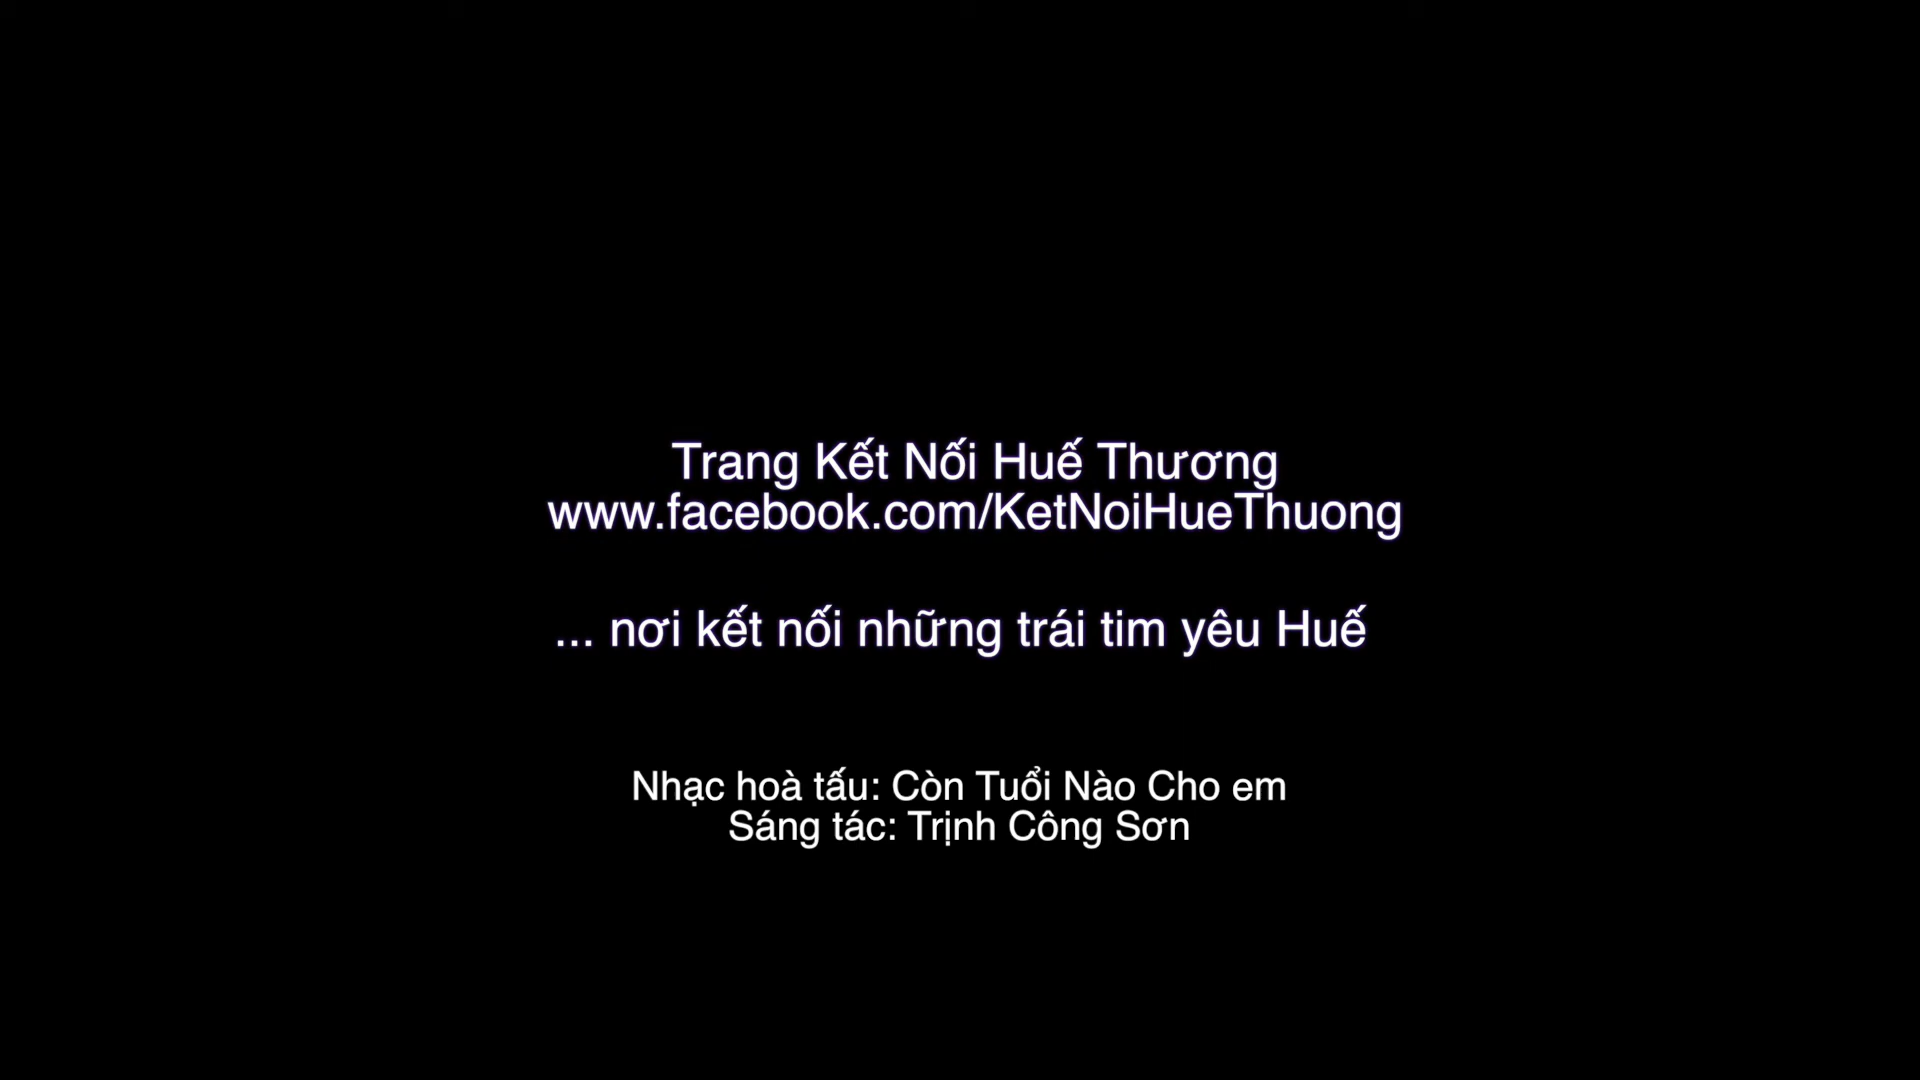 Trang Kết Nối Huế Thương
www.facebook.com/KetNoiHueThuong
... nơi kết nối những trái tim yêu Huế
Nhạc hoà tấu: Còn Tuổi Nào Cho em
Sáng tác: Trịnh Công Sơn